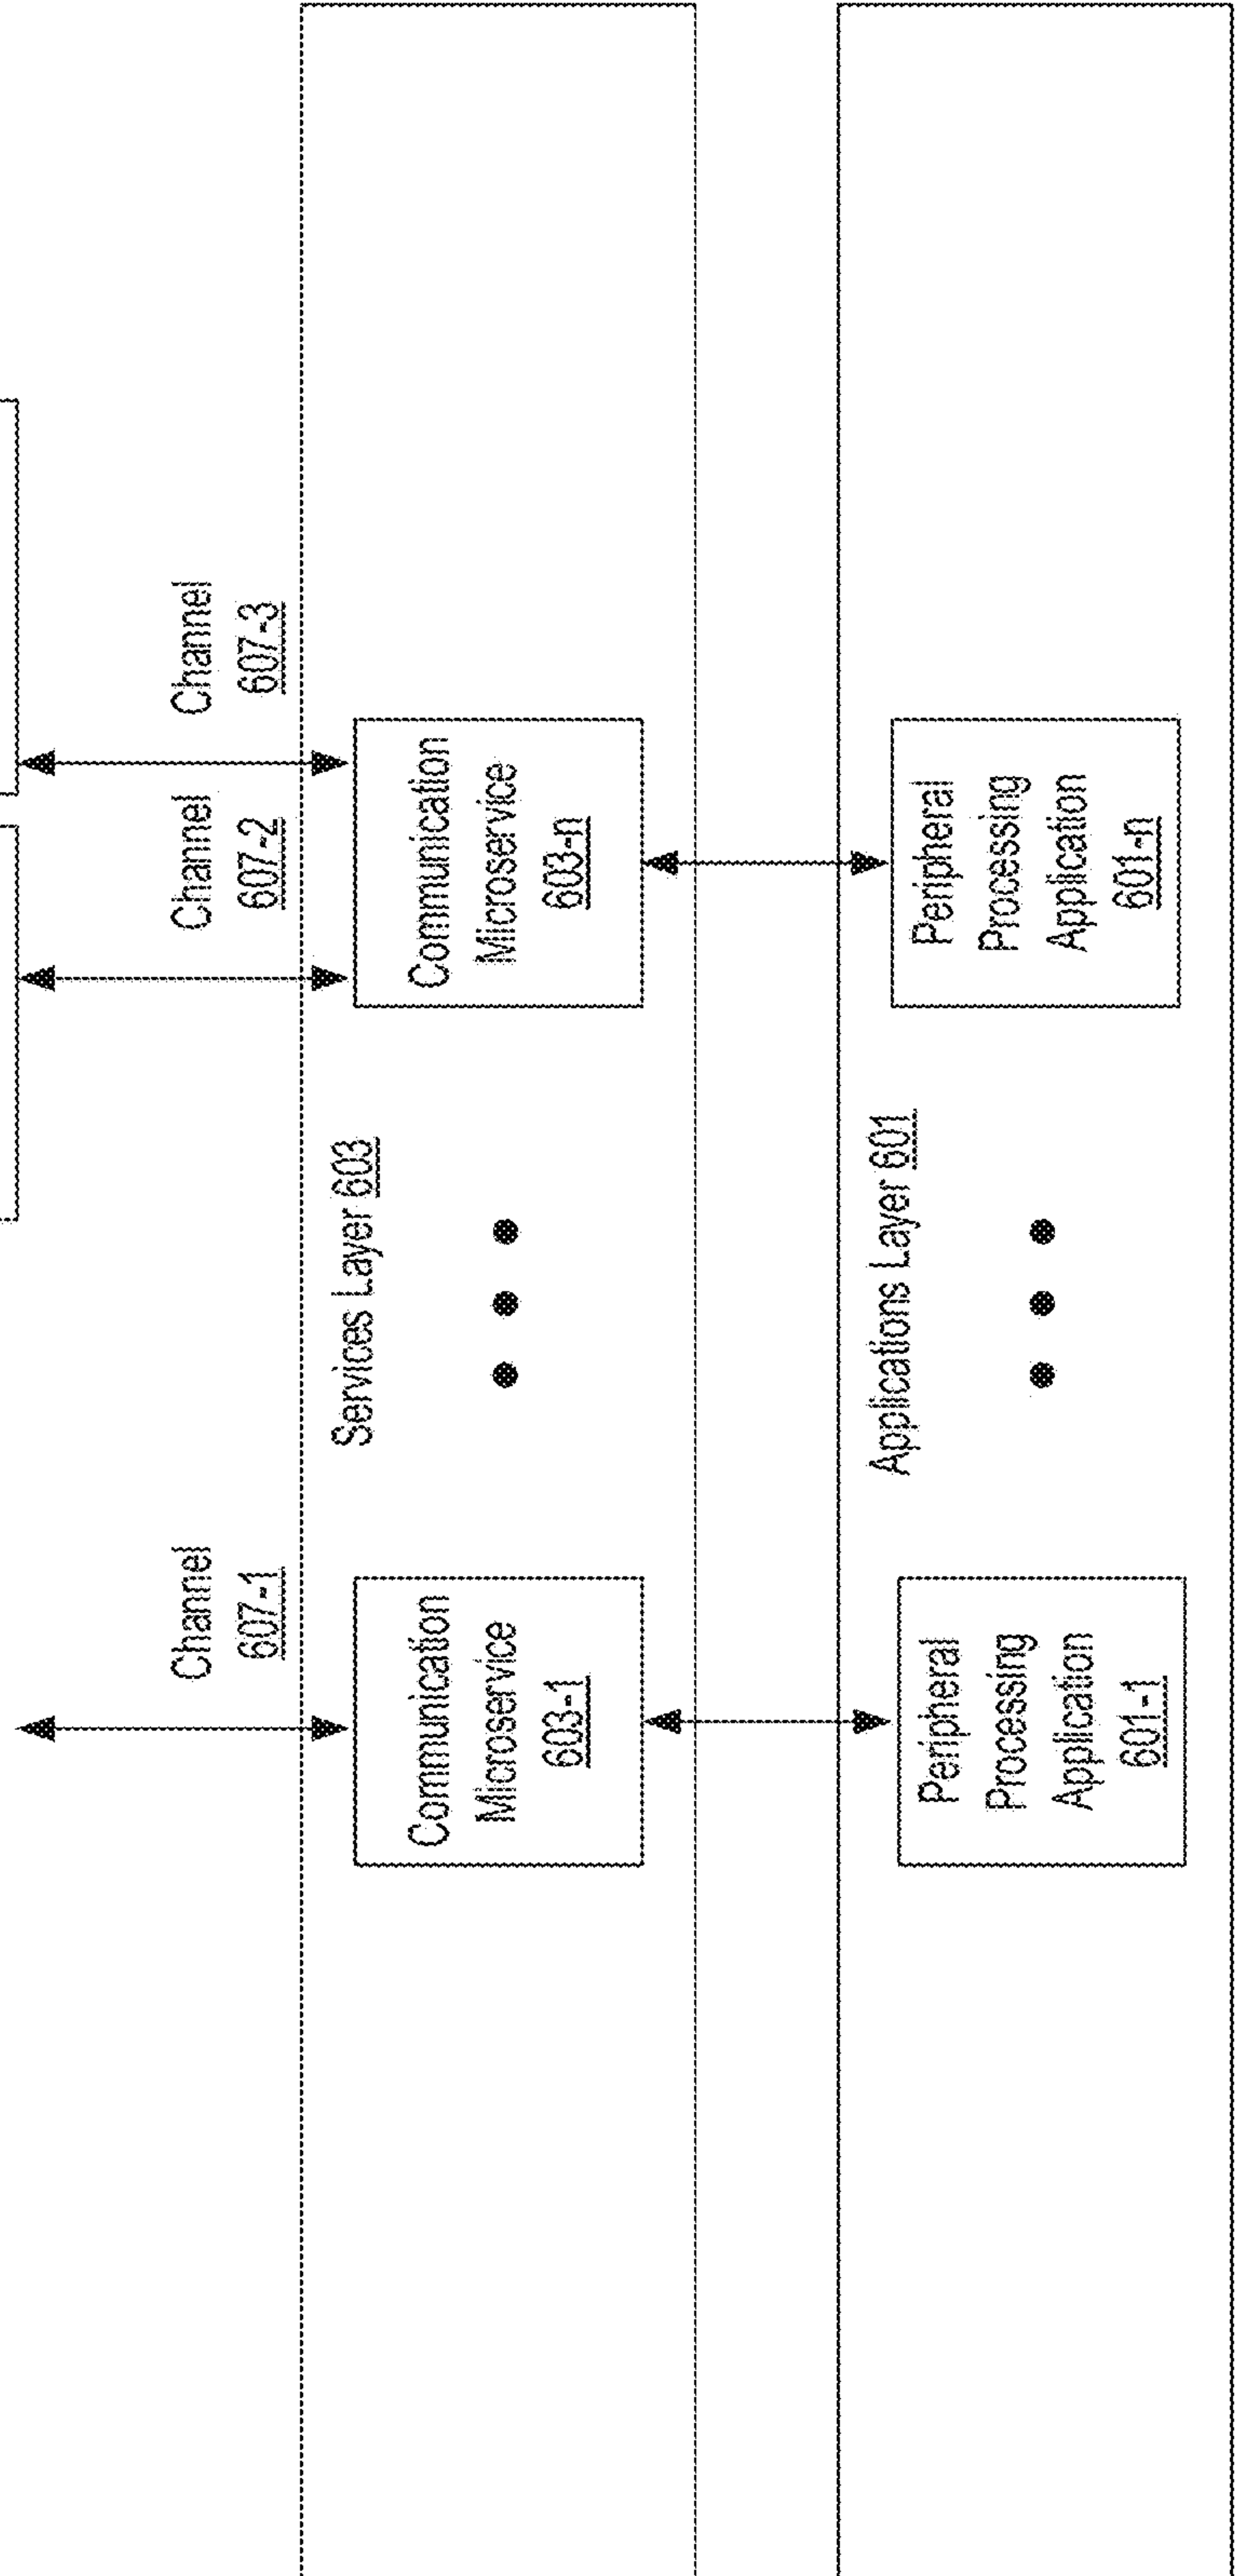 Channel
607-1
Channel
607-2
Channel
607-3
Services Layer 603
Communication
Microservice
603-1
Communication
Microservice
603-n
Applications Layer 601
Peripheral
Processing
Application
601-1
Peripheral
Processing
Application
601-n